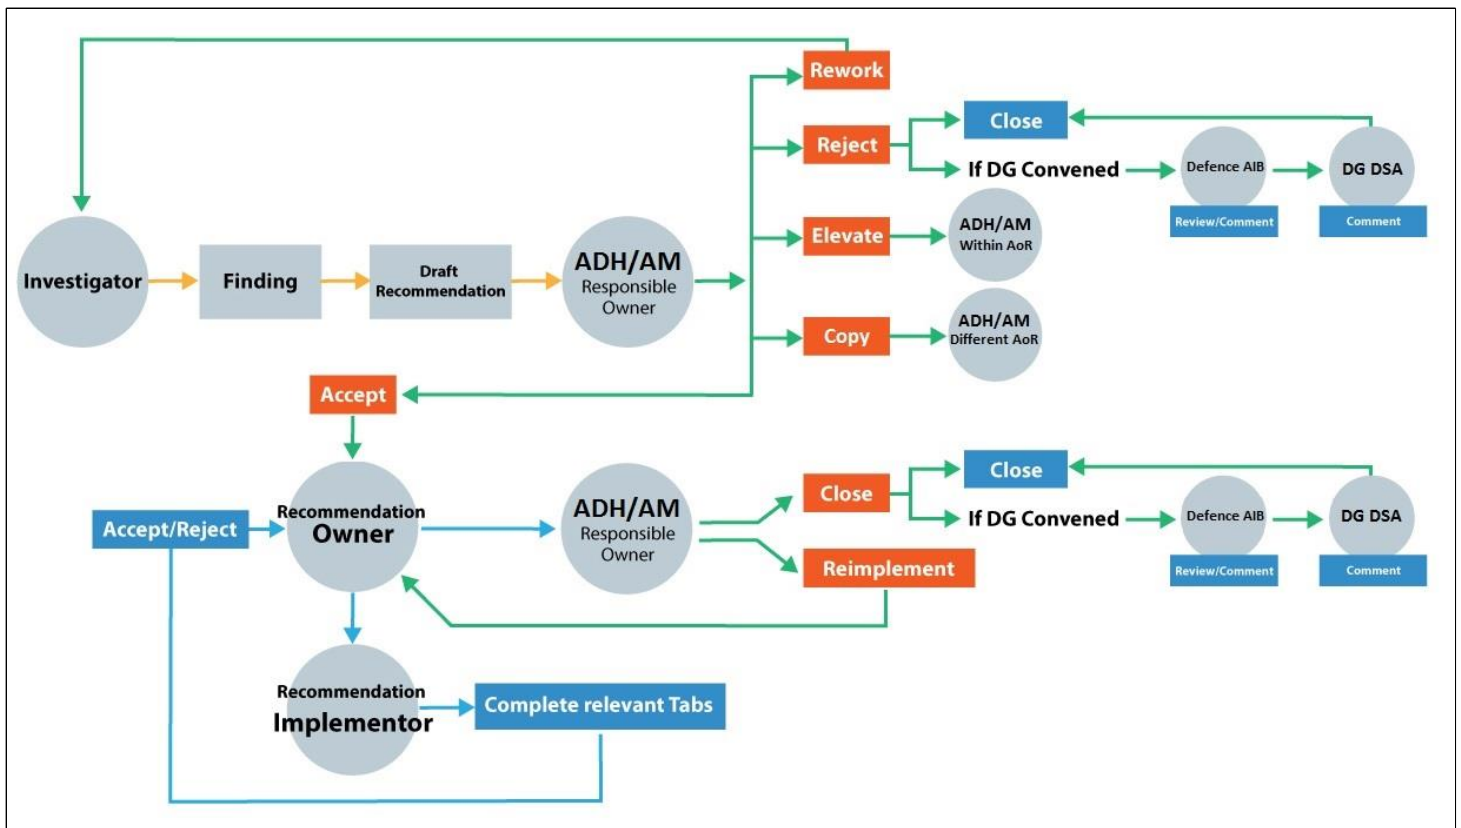 Rework
Close
Reject
If DG Convened
Defence AIB
DG DSA
Review/Comment
Comment
Elevate
ADH/AM
Within AoR
Investigator
Finding
Draft
Recommendation
ADH/AM
Responsible
Owner
Copy
ADH/AM
Different AoR
Accept
Recommendation
Owner
Accept/Reject
ADH/AM
Responsible
Owner
Close
Close
If DG Convened
Defence AIB
DG DSA
Review/Comment
Comment
Reimplement
Recommendation
Implementor
Complete relevant Tabs